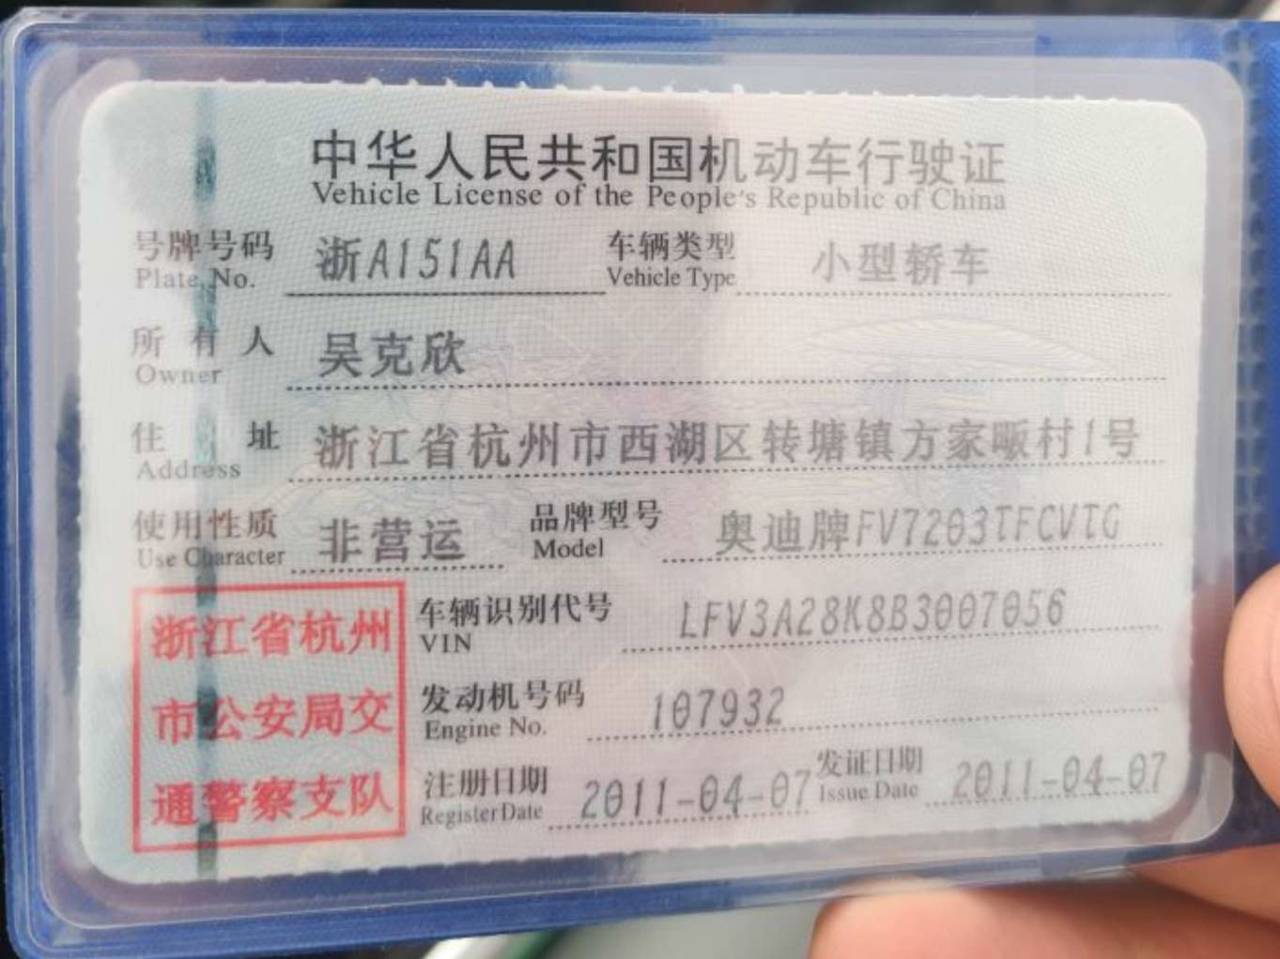 中华人民共和国机动车行驶证
Vehicle License of the People's Republic of China
号牌号码 浙A151AA 车辆类型 小型轿车
Plate No. Vehicle Type
所有人 吴克欣
Owner
住址 浙江省杭州市西湖区转塘镇方家畈村1号
Address
使用性质 非营运 品牌型号 奥迪牌FV7203TFCVTG
Use Character Model
浙江省杭州
市公安局交
通警察支队
车辆识别代号 LFV3A28K8B3007056
VIN
发动机号码 107932
Engine No.
注册日期 2011-04-07 发证日期 2011-04-07
Register Date Issue Date